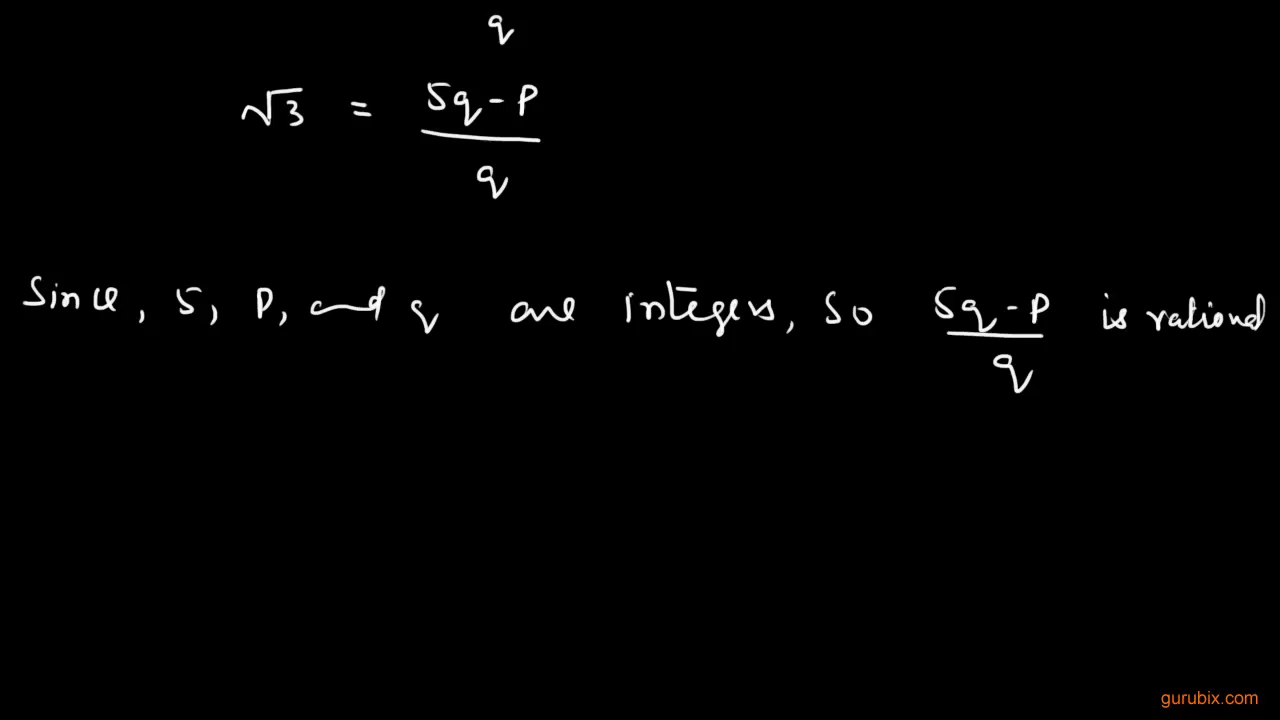 q
√3 = (5q - p)/q
Since, 5, p, and q are integers, so (5q - p)/q is rational
gurubix.com